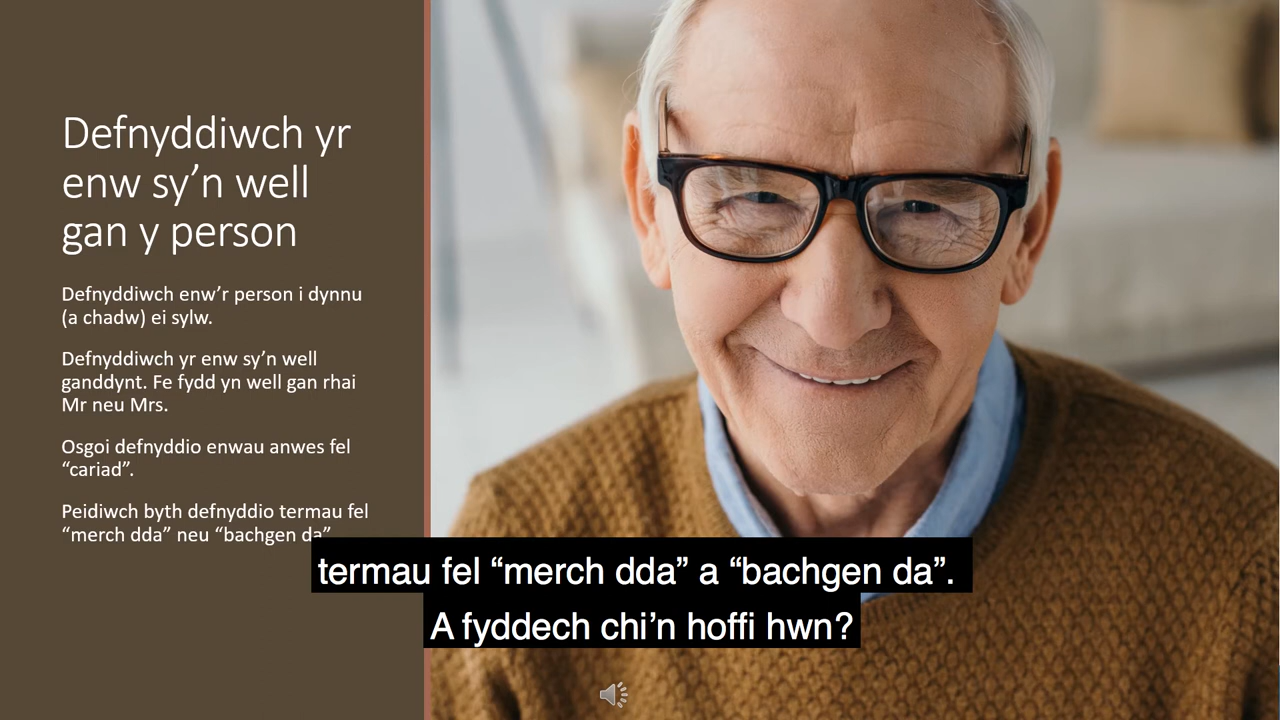 Defnyddiwch yr
enw sy’n well
gan y person
Defnyddiwch enw’r person i dynnu
(a chadw) ei sylw.
Defnyddiwch yr enw sy’n well
ganddynt. Fe fydd yn well gan rhai
Mr neu Mrs.
Osgoi defnyddio enwau anwes fel
“cariad”.
Peidiwch byth defnyddio termau fel
“merch dda” neu “bachgen da”
termau fel “merch dda” a “bachgen da”.
A fyddech chi’n hoffi hwn?